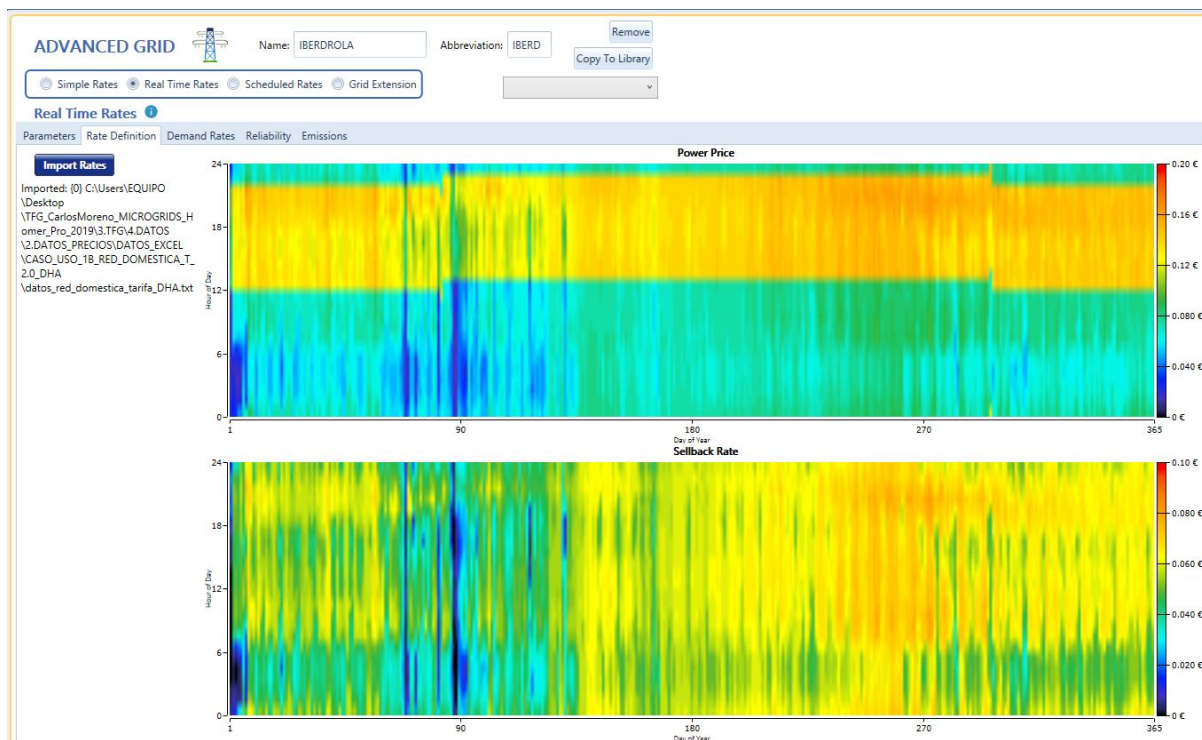 ADVANCED GRID
Name: IBERDROLA
Abbreviation: IBERD
Remove
Copy To Library
Simple Rates
Real Time Rates
Scheduled Rates
Grid Extension
Real Time Rates
Parameters
Rate Definition
Demand Rates
Reliability
Emissions
Import Rates
Imported: {0} C:\Users\EQUIPO
\Desktop
\TFG_CarlosMoreno_MICROGRIDS_H
omer_Pro_2019\3.TFG\4.DATOS
\2.DATOS_PRECIOS\DATOS_EXCEL
\CASO_USO_1B_RED_DOMESTICA_T_
2.0_DHA
\datos_red_domestica_tarifa_DHA.txt
Power Price
24
18
12
6
0
Hour of Day
1
90
180
270
365
Day of Year
0.20 €
0.16 €
0.12 €
0.080 €
0.040 €
0 €
Sellback Rate
24
18
12
6
0
Hour of Day
1
90
180
270
365
Day of Year
0.10 €
0.080 €
0.060 €
0.040 €
0.020 €
0 €